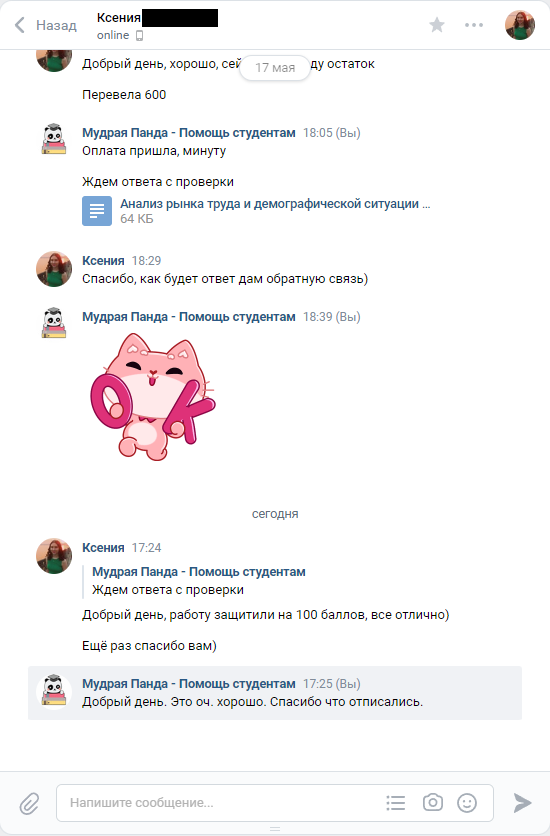 Назад
Ксения
online
17 мая
Добрый день, хорошо, сей ду остаток
Перевела 600
Мудрая Панда - Помощь студентам 18:05 (Вы)
Оплата пришла, минуту
Ждем ответа с проверки
Анализ рынка труда и демографической ситуации ...
64 КБ
Ксения 18:29
Спасибо, как будет ответ дам обратную связь)
Мудрая Панда - Помощь студентам 18:39 (Вы)
OK
сегодня
Ксения 17:24
Мудрая Панда - Помощь студентам
Ждем ответа с проверки
Добрый день, работу защитили на 100 баллов, все отлично)
Ещё раз спасибо вам)
Мудрая Панда - Помощь студентам 17:25 (Вы)
Добрый день. Это оч. хорошо. Спасибо что отписались.
Напишите сообщение...